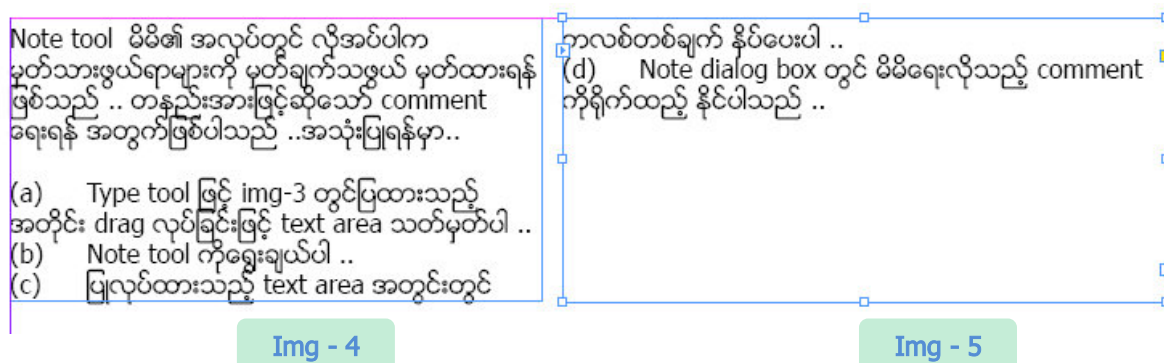 Note tool မိမိ၏ အလုပ်တွင် လိုအပ်ပါက
မှတ်သားဖွယ်ရာများကို မှတ်ချက်သဖွယ် မှတ်ထားရန်
ဖြစ်သည် .. တနည်းအားဖြင့်ဆိုသော် comment
ရေးရန် အတွက်ဖြစ်ပါသည် ..အသုံးပြုရန်မှာ..
(a) Type tool ဖြင့် img-3 တွင်ပြထားသည့်
အတိုင်း drag လုပ်ခြင်းဖြင့် text area သတ်မှတ်ပါ ..
(b) Note tool ကိုရွေးချယ်ပါ ..
(c) ပြုလုပ်ထားသည့် text area အတွင်းတွင်
Img - 4
ကလစ်တစ်ချက် နိပ်ပေးပါ ..
(d) Note dialog box တွင် မိမိရေးလိုသည့် comment
ကိုရိုက်ထည့် နိုင်ပါသည် ..
Img - 5